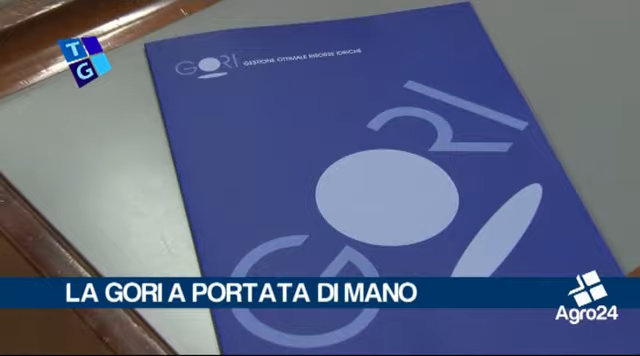 TG
GORI GESTIONE OTTIMALE RISORSE IDRICHE
GORI
LA GORI A PORTATA DI MANO
Agro24